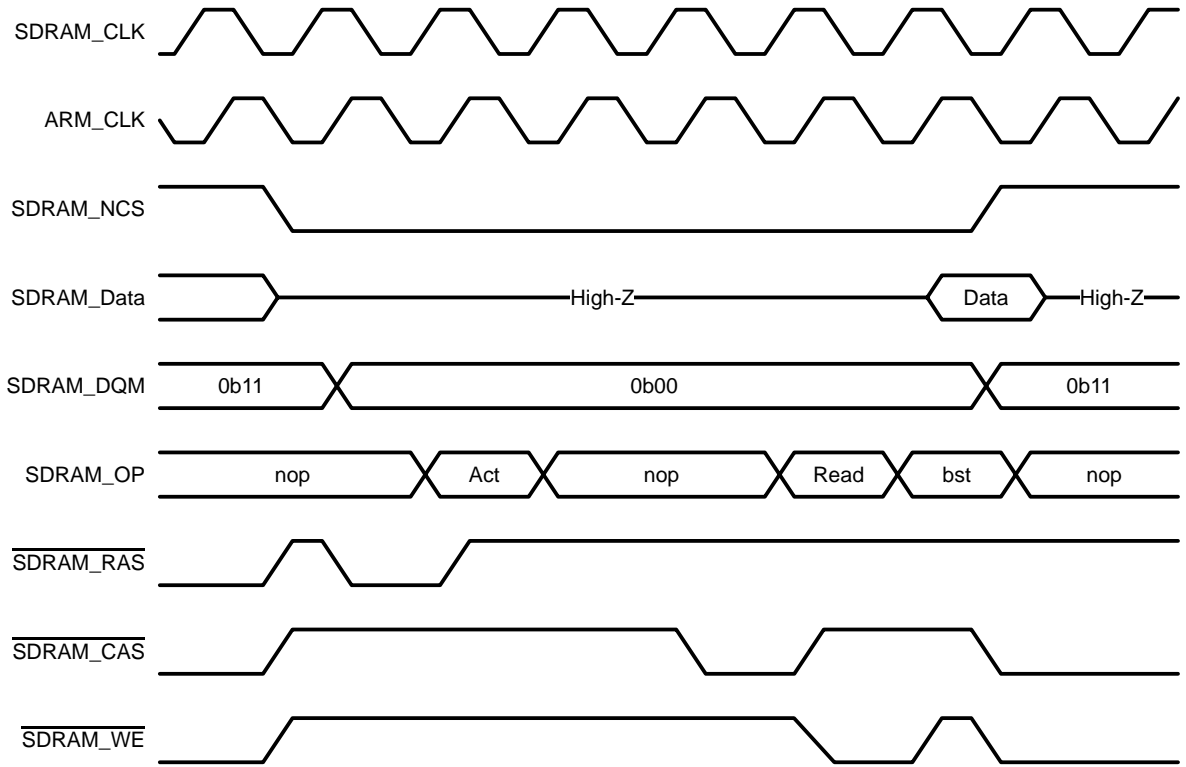 SDRAM_CLK
ARM_CLK
SDRAM_NCS
SDRAM_Data High-Z Data High-Z
SDRAM_DQM 0b11 0b00 0b11
SDRAM_OP nop Act nop Read bst nop
SDRAM_RAS
SDRAM_CAS
SDRAM_WE